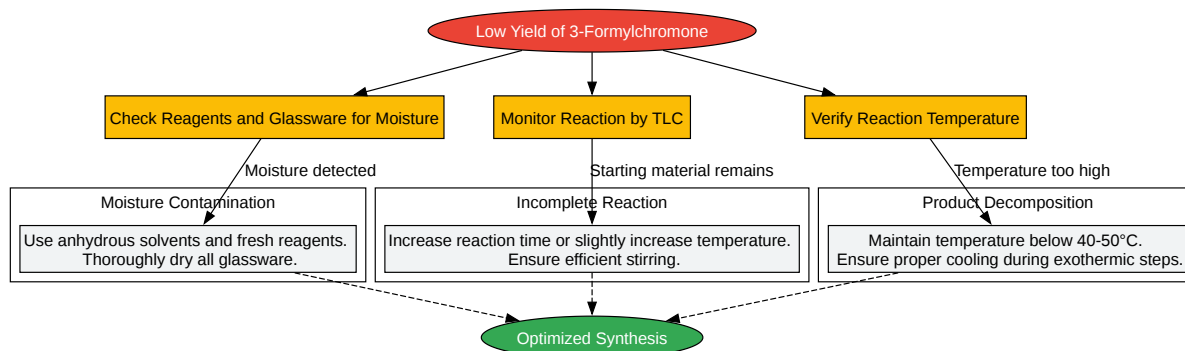 Low Yield of 3-Formylchromone
Check Reagents and Glassware for Moisture
Monitor Reaction by TLC
Verify Reaction Temperature
Moisture detected
Starting material remains
Temperature too high
Moisture Contamination
Incomplete Reaction
Product Decomposition
Use anhydrous solvents and fresh reagents.
Thoroughly dry all glassware.
Increase reaction time or slightly increase temperature.
Ensure efficient stirring.
Maintain temperature below 40-50°C.
Ensure proper cooling during exothermic steps.
Optimized Synthesis